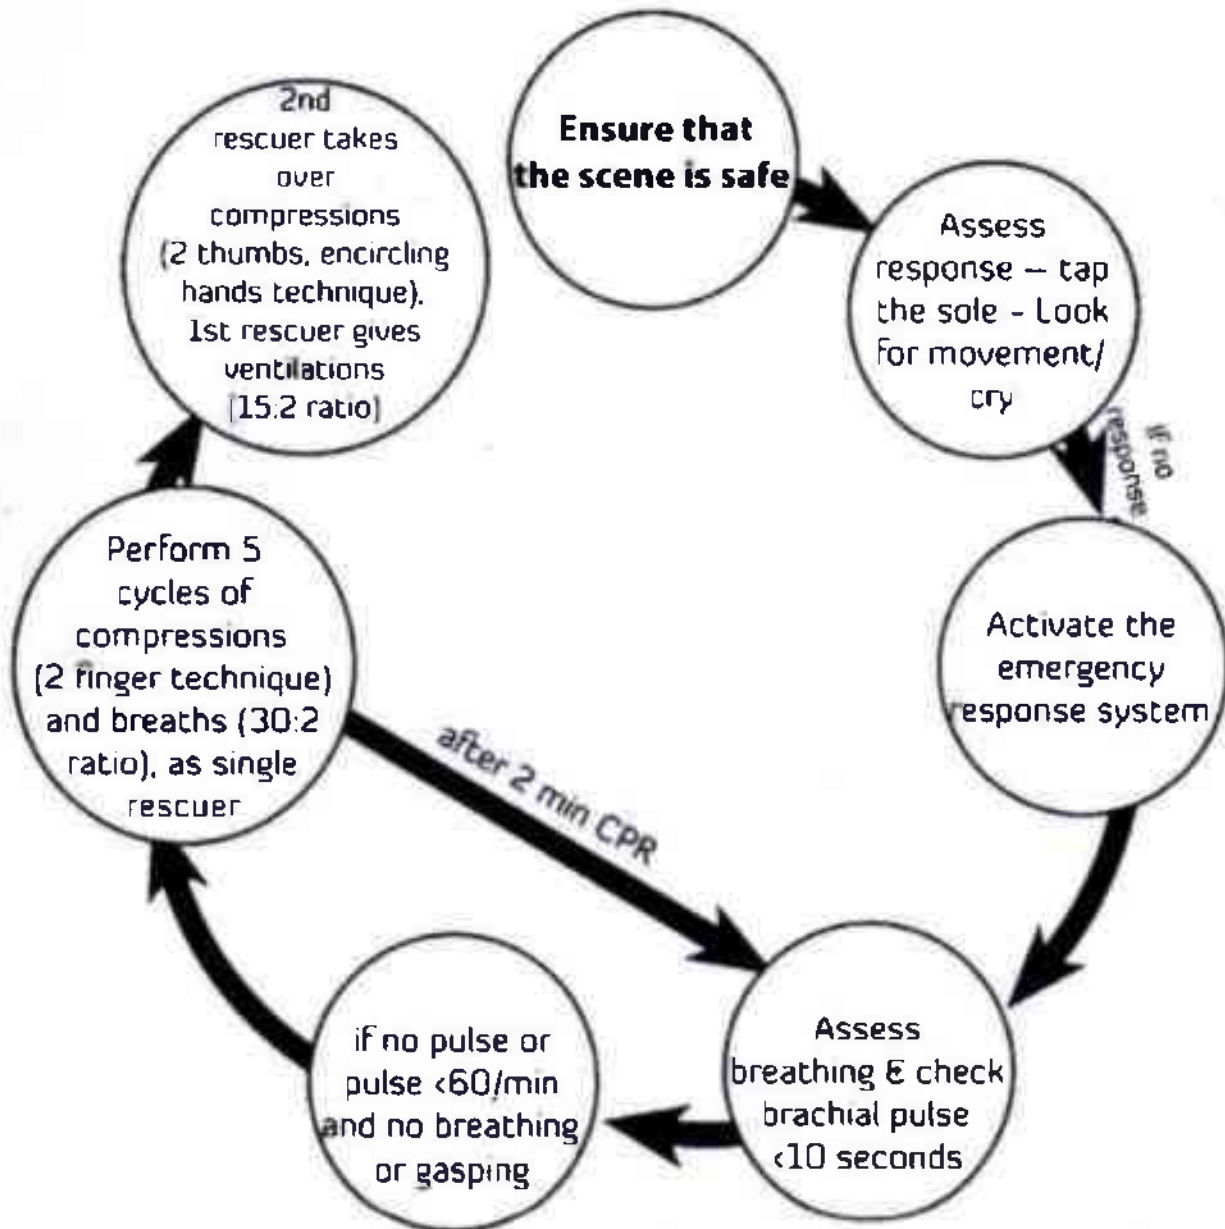 Ensure that
the scene is safe
Assess
response – tap
the sole - Look
for movement/
cry
if no
response
Activate the
emergency
response system
Assess
breathing & check
brachial pulse
<10 seconds
if no pulse or
pulse <60/min
and no breathing
or gasping
Perform 5
cycles of
compressions
(2 finger technique)
and breaths (30:2
ratio), as single
rescuer
after 2 min CPR
2nd
rescuer takes
over
compressions
(2 thumbs, encircling
hands technique).
1st rescuer gives
ventilations
(15:2 ratio)